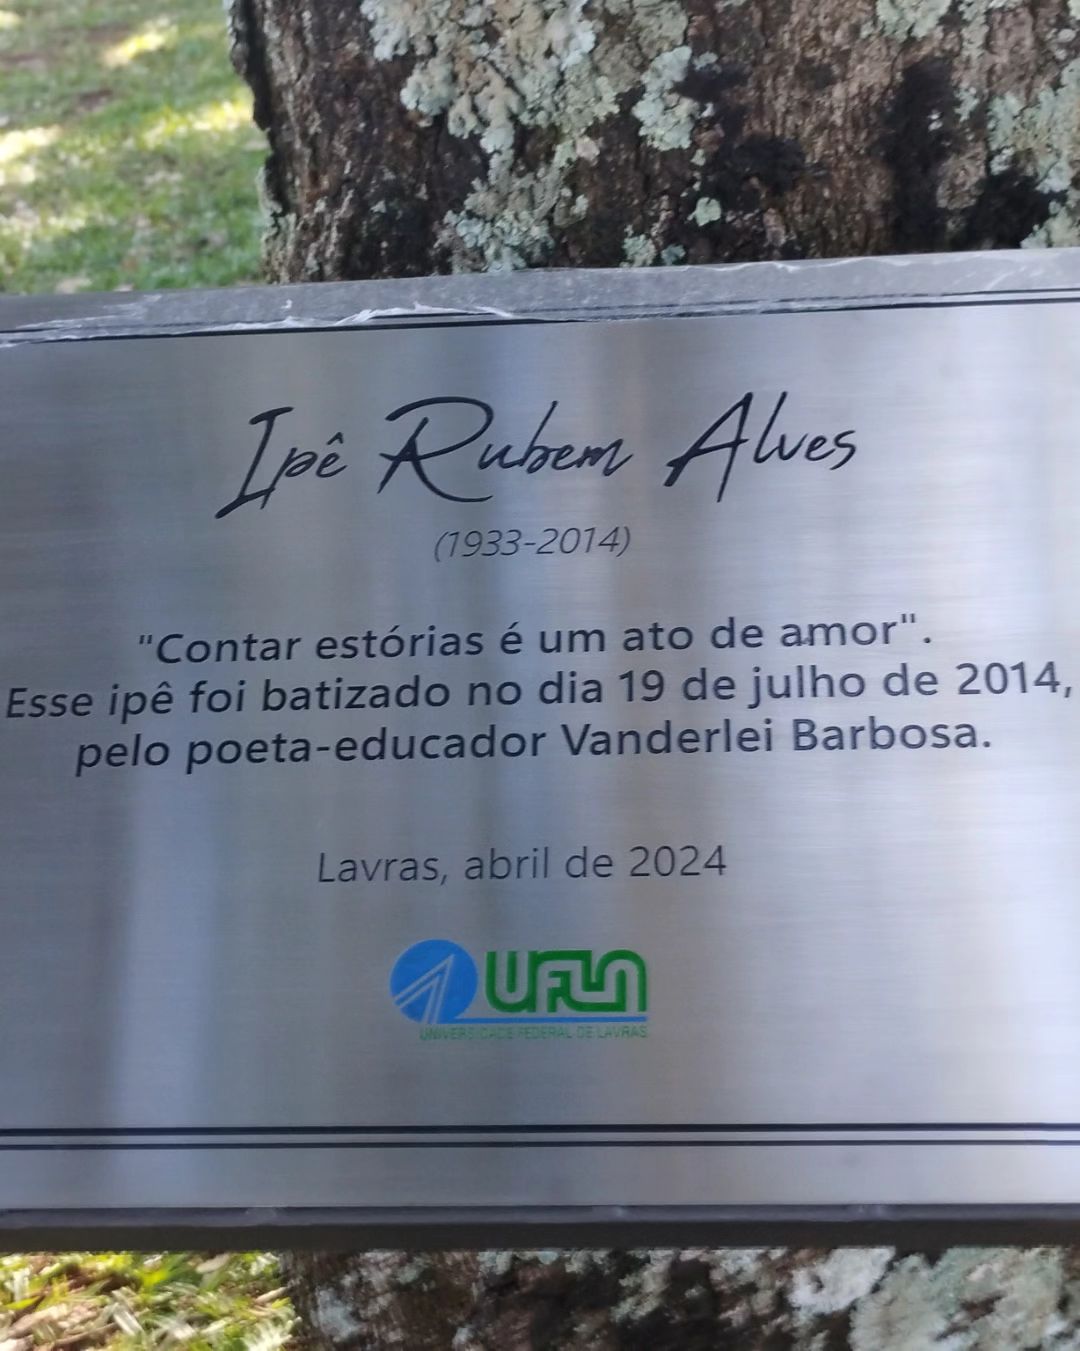 Ipê Rubem Alves
(1933-2014)
"Contar estórias é um ato de amor".
Esse ipê foi batizado no dia 19 de julho de 2014,
pelo poeta-educador Vanderlei Barbosa.
Lavras, abril de 2024
UFLA
UNIVERSIDADE FEDERAL DE LAVRAS